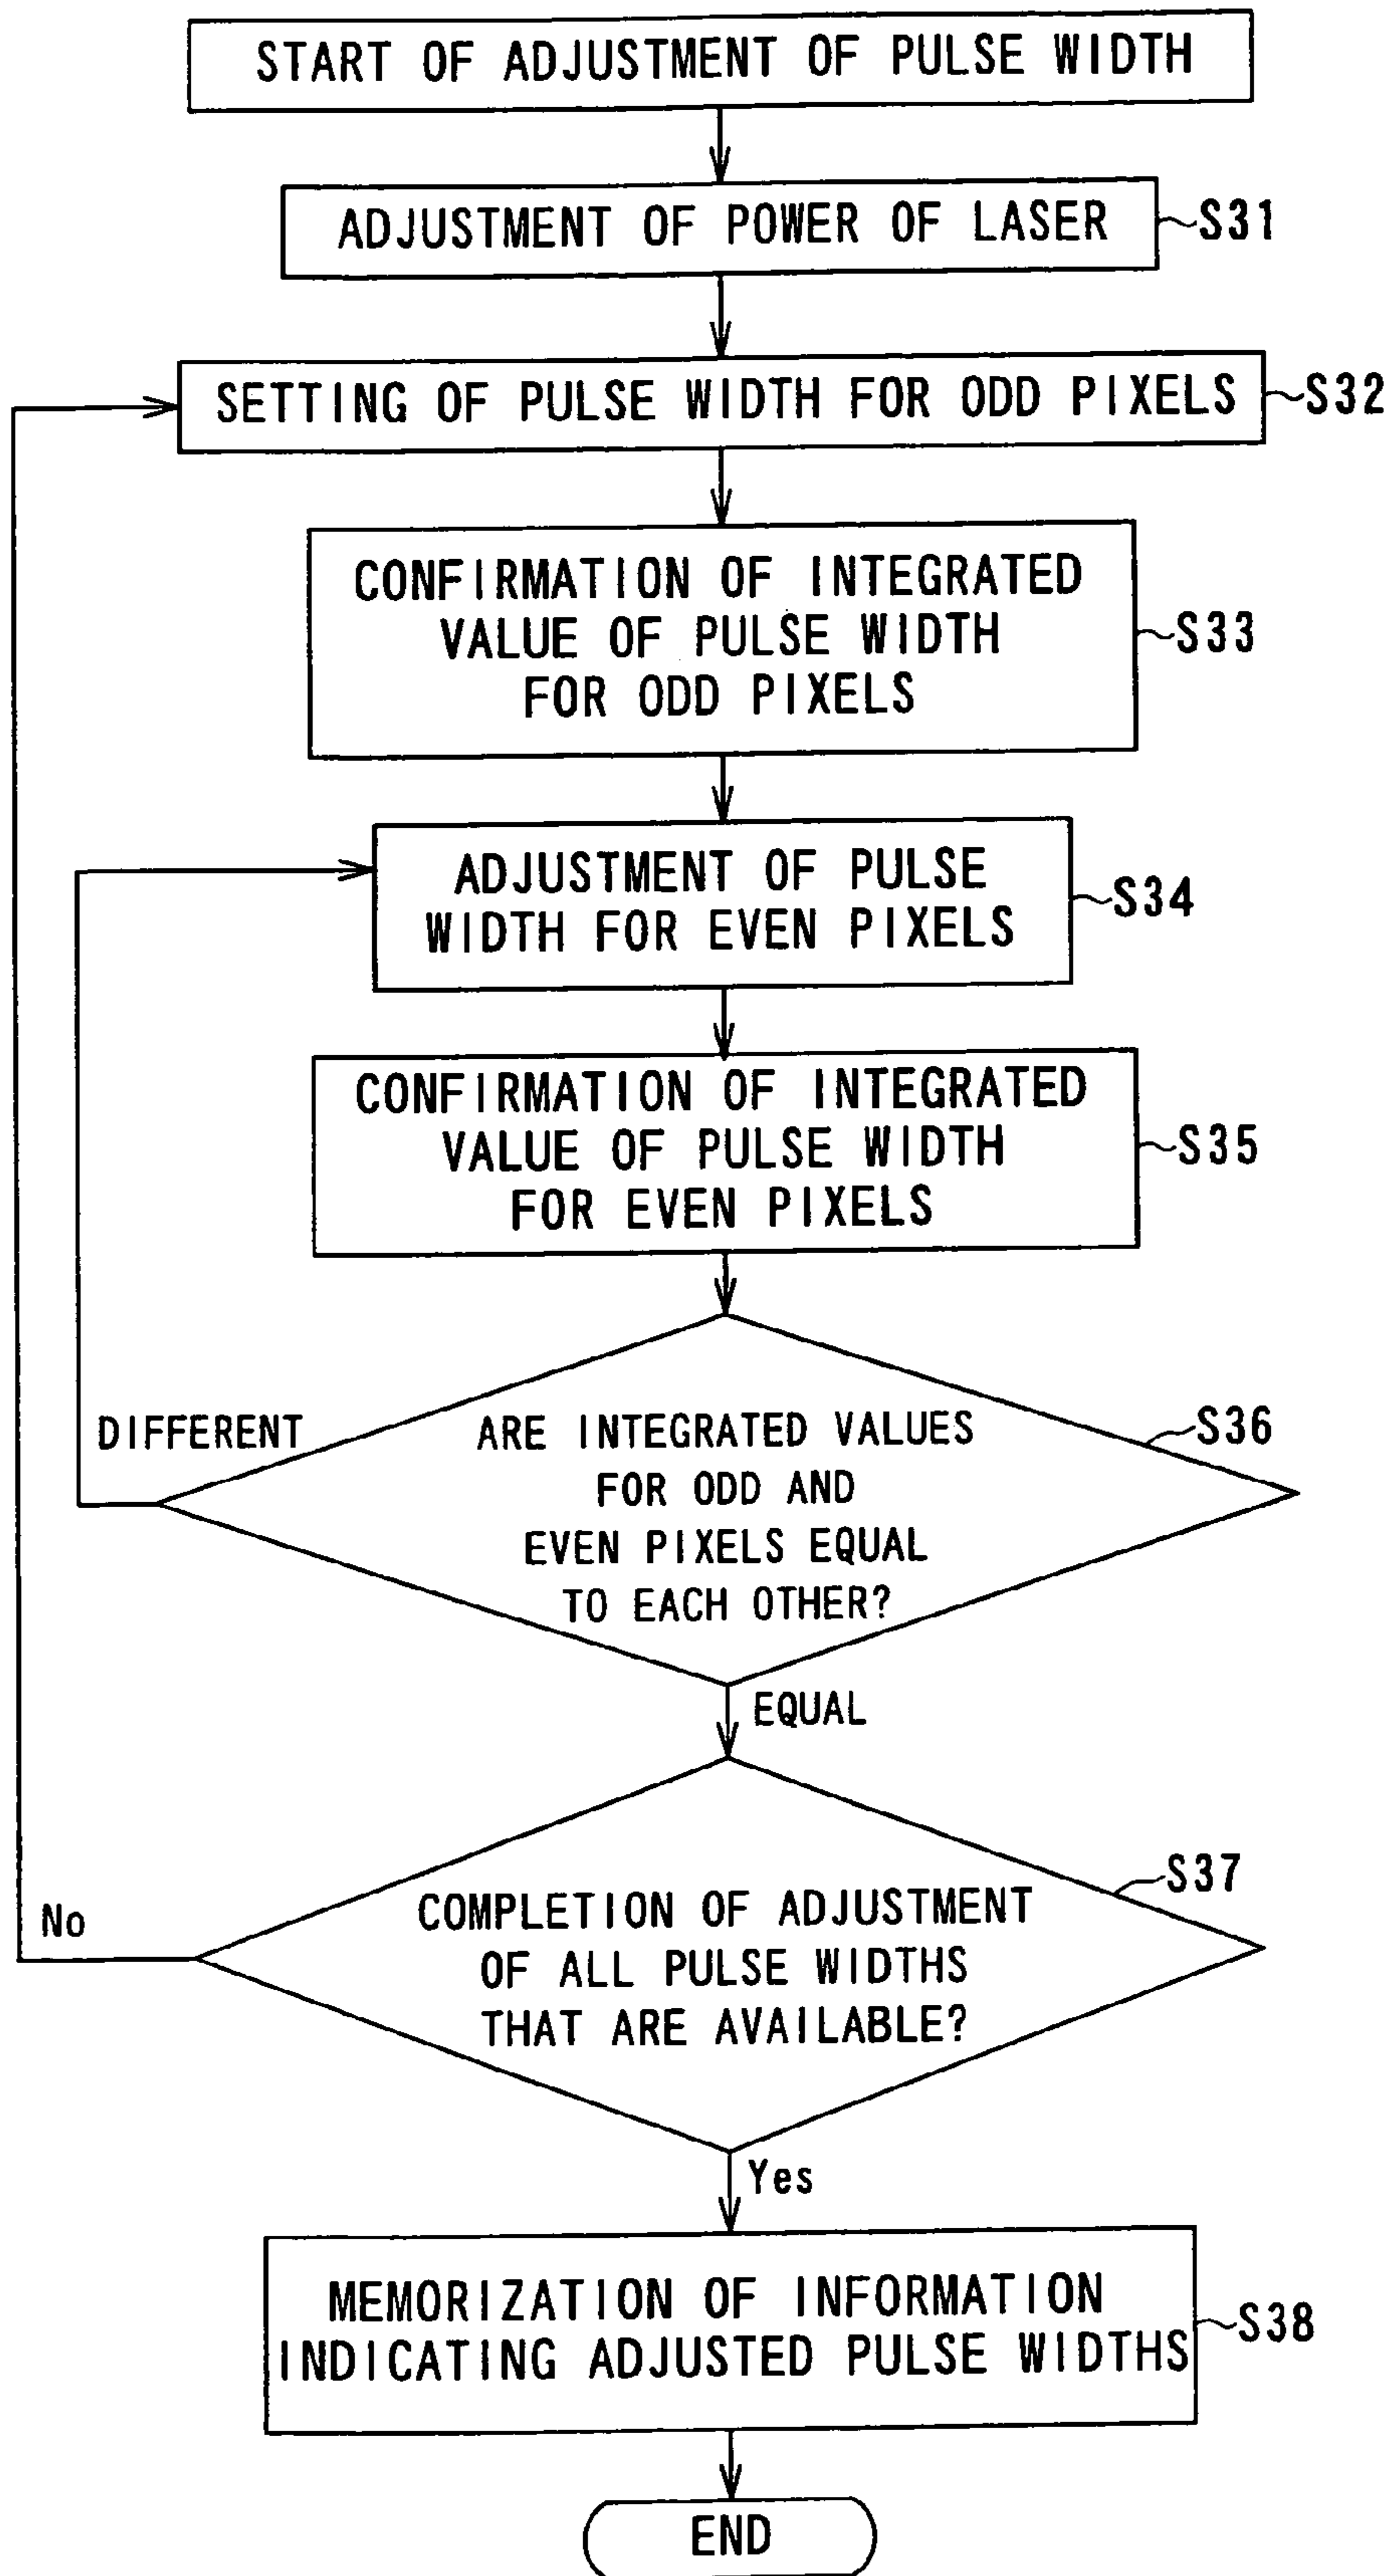 START OF ADJUSTMENT OF PULSE WIDTH
ADJUSTMENT OF POWER OF LASER
S31
SETTING OF PULSE WIDTH FOR ODD PIXELS
S32
CONFIRMATION OF INTEGRATED
VALUE OF PULSE WIDTH
FOR ODD PIXELS
S33
ADJUSTMENT OF PULSE
WIDTH FOR EVEN PIXELS
S34
CONFIRMATION OF INTEGRATED
VALUE OF PULSE WIDTH
FOR EVEN PIXELS
S35
DIFFERENT
ARE INTEGRATED VALUES
FOR ODD AND
EVEN PIXELS EQUAL
TO EACH OTHER?
S36
EQUAL
No
COMPLETION OF ADJUSTMENT
OF ALL PULSE WIDTHS
THAT ARE AVAILABLE?
S37
Yes
MEMORIZATION OF INFORMATION
INDICATING ADJUSTED PULSE WIDTHS
S38
END